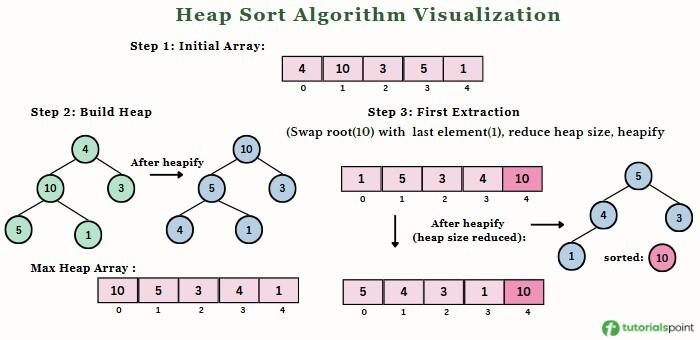 Heap Sort Algorithm Visualization
Step 1: Initial Array:
4 10 3 5 1
0 1 2 3 4
Step 2: Build Heap
4
10 3
5 1
After heapify
10
5 3
4 1
Max Heap Array :
10 5 3 4 1
0 1 2 3 4
Step 3: First Extraction
(Swap root(10) with last element(1), reduce heap size, heapify
1 5 3 4 10
0 1 2 3 4
After heapify
(heap size reduced):
5
4 3
1
sorted: 10
5 4 3 1 10
0 1 2 3 4
tutorialspoint